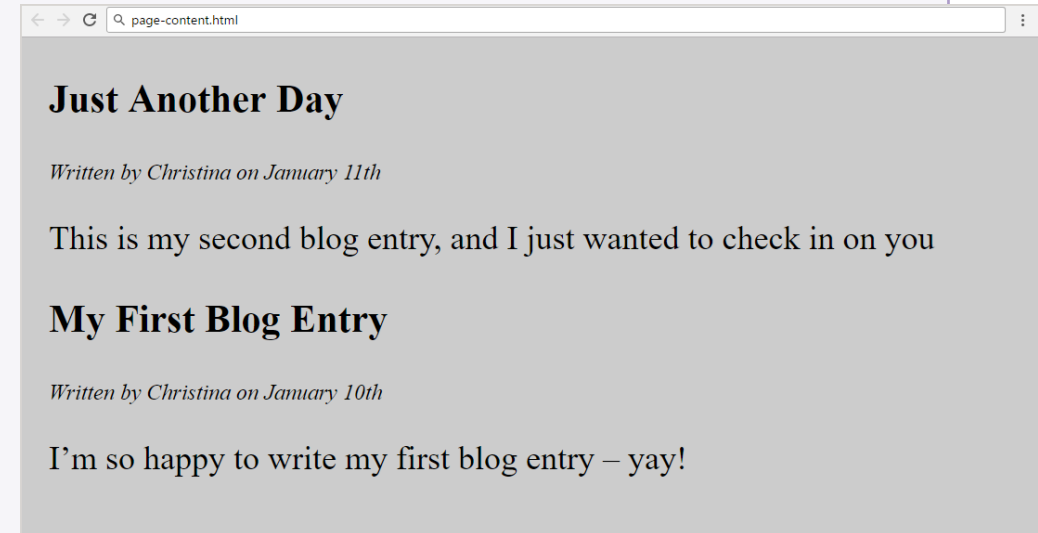 page-content.html
Just Another Day
Written by Christina on January 11th
This is my second blog entry, and I just wanted to check in on you
My First Blog Entry
Written by Christina on January 10th
I’m so happy to write my first blog entry – yay!